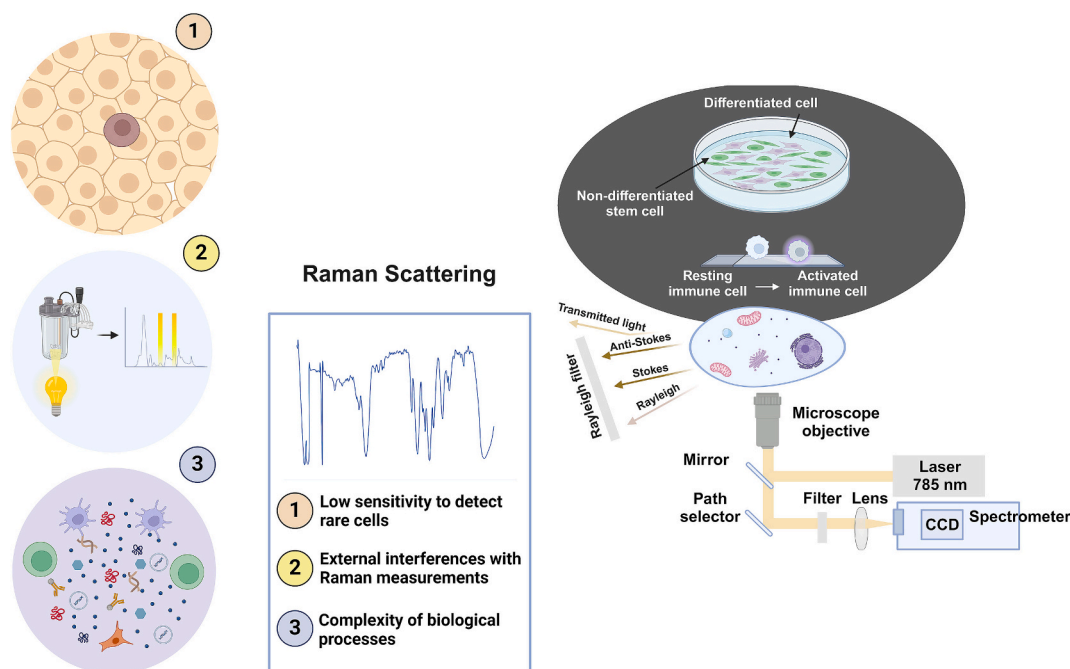 1
2
3
Raman Scattering
1
Low sensitivity to detect
rare cells
2
External interferences with
Raman measurements
3
Complexity of biological
processes
Differentiated cell
Non-differentiated
stem cell
Resting
immune cell
Activated
immune cell
Transmitted light
Anti-Stokes
Stokes
Rayleigh
Rayleigh filter
Microscope
objective
Mirror
Laser
785 nm
Path
selector
Filter
Lens
CCD
Spectrometer